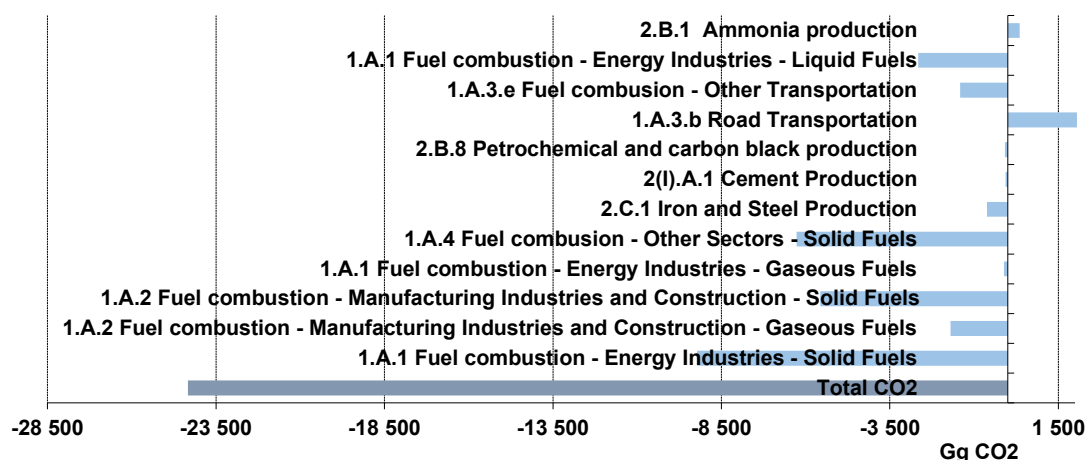 2.B.1 Ammonia production
1.A.1 Fuel combustion - Energy Industries - Liquid Fuels
1.A.3.e Fuel combusion - Other Transportation
1.A.3.b Road Transportation
2.B.8 Petrochemical and carbon black production
2(I).A.1 Cement Production
2.C.1 Iron and Steel Production
1.A.4 Fuel combusion - Other Sectors - Solid Fuels
1.A.1 Fuel combustion - Energy Industries - Gaseous Fuels
1.A.2 Fuel combustion - Manufacturing Industries and Construction - Solid Fuels
1.A.2 Fuel combustion - Manufacturing Industries and Construction - Gaseous Fuels
1.A.1 Fuel combustion - Energy Industries - Solid Fuels
Total CO2
-28 500 -23 500 -18 500 -13 500 -8 500 -3 500 1 500
Gg CO2